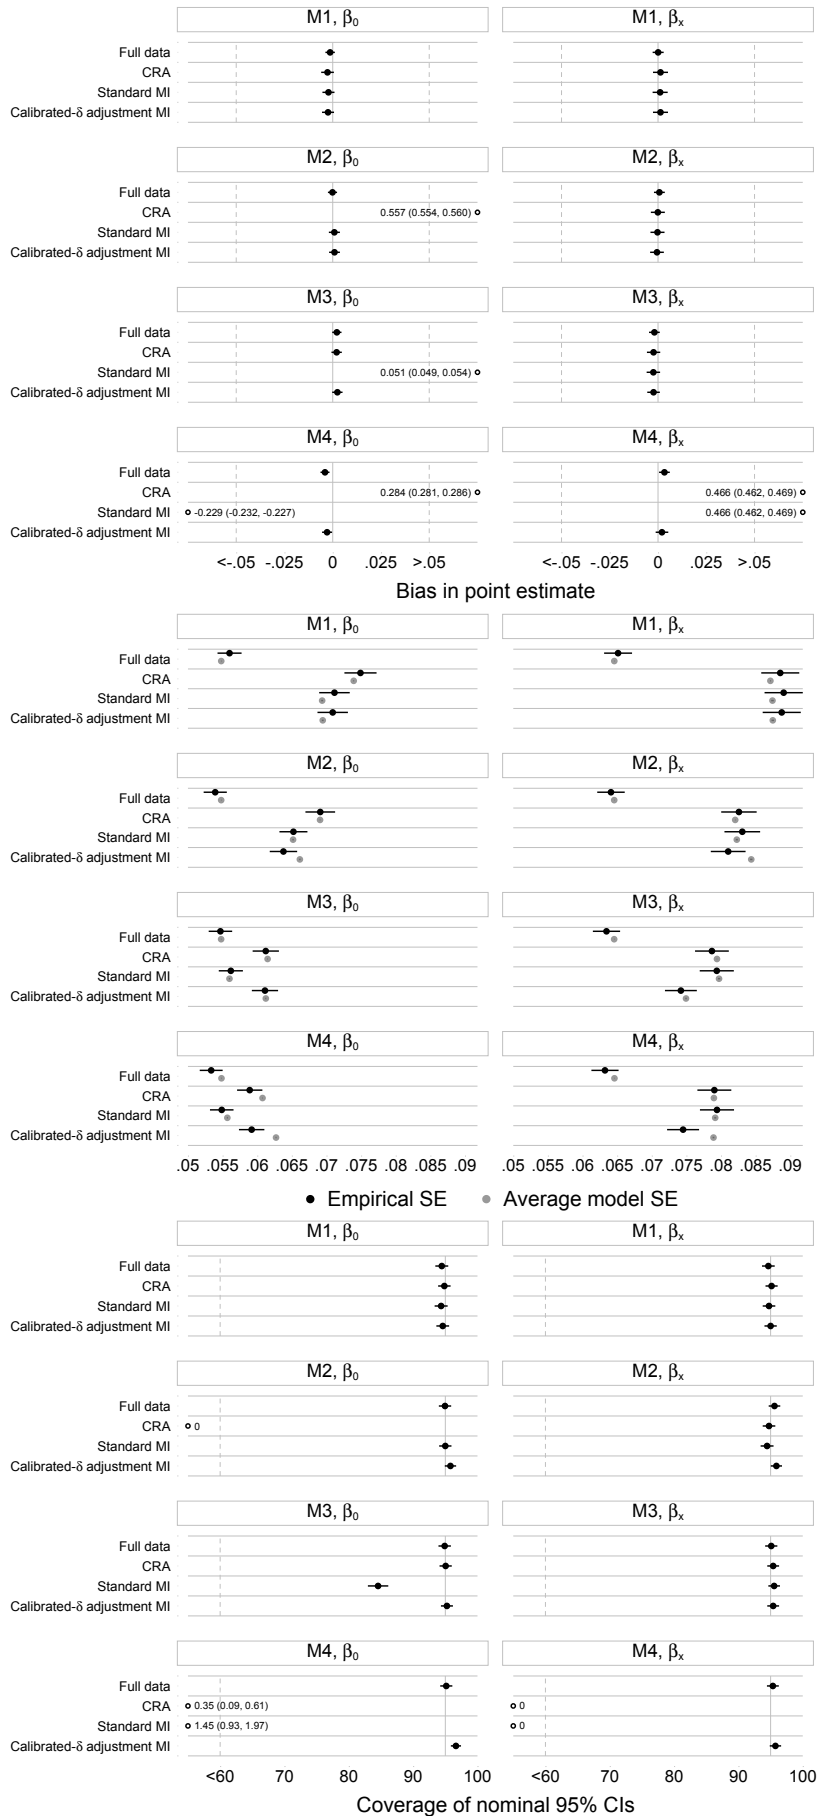 M1, β₀ M1, βₓ
Full data
CRA
Standard MI
Calibrated-δ adjustment MI
M2, β₀ M2, βₓ
Full data
CRA 0.557 (0.554, 0.560)
Standard MI
Calibrated-δ adjustment MI
M3, β₀ M3, βₓ
Full data
CRA
Standard MI 0.051 (0.049, 0.054)
Calibrated-δ adjustment MI
M4, β₀ M4, βₓ
Full data
CRA 0.284 (0.281, 0.286) 0.466 (0.462, 0.469)
Standard MI -0.229 (-0.232, -0.227) 0.466 (0.462, 0.469)
Calibrated-δ adjustment MI
<-.05 -.025 0 .025 >.05 <-.05 -.025 0 .025 >.05
Bias in point estimate
M1, β₀ M1, βₓ
Full data
CRA
Standard MI
Calibrated-δ adjustment MI
M2, β₀ M2, βₓ
Full data
CRA
Standard MI
Calibrated-δ adjustment MI
M3, β₀ M3, βₓ
Full data
CRA
Standard MI
Calibrated-δ adjustment MI
M4, β₀ M4, βₓ
Full data
CRA
Standard MI
Calibrated-δ adjustment MI
.05 .055 .06 .065 .07 .075 .08 .085 .09 .05 .055 .06 .065 .07 .075 .08 .085 .09
Empirical SE Average model SE
M1, β₀ M1, βₓ
Full data
CRA
Standard MI
Calibrated-δ adjustment MI
M2, β₀ M2, βₓ
Full data
CRA 0
Standard MI
Calibrated-δ adjustment MI
M3, β₀ M3, βₓ
Full data
CRA
Standard MI
Calibrated-δ adjustment MI
M4, β₀ M4, βₓ
Full data
CRA 0.35 (0.09, 0.61) 0
Standard MI 1.45 (0.93, 1.97) 0
Calibrated-δ adjustment MI
<60 70 80 90 100 <60 70 80 90 100
Coverage of nominal 95% CIs